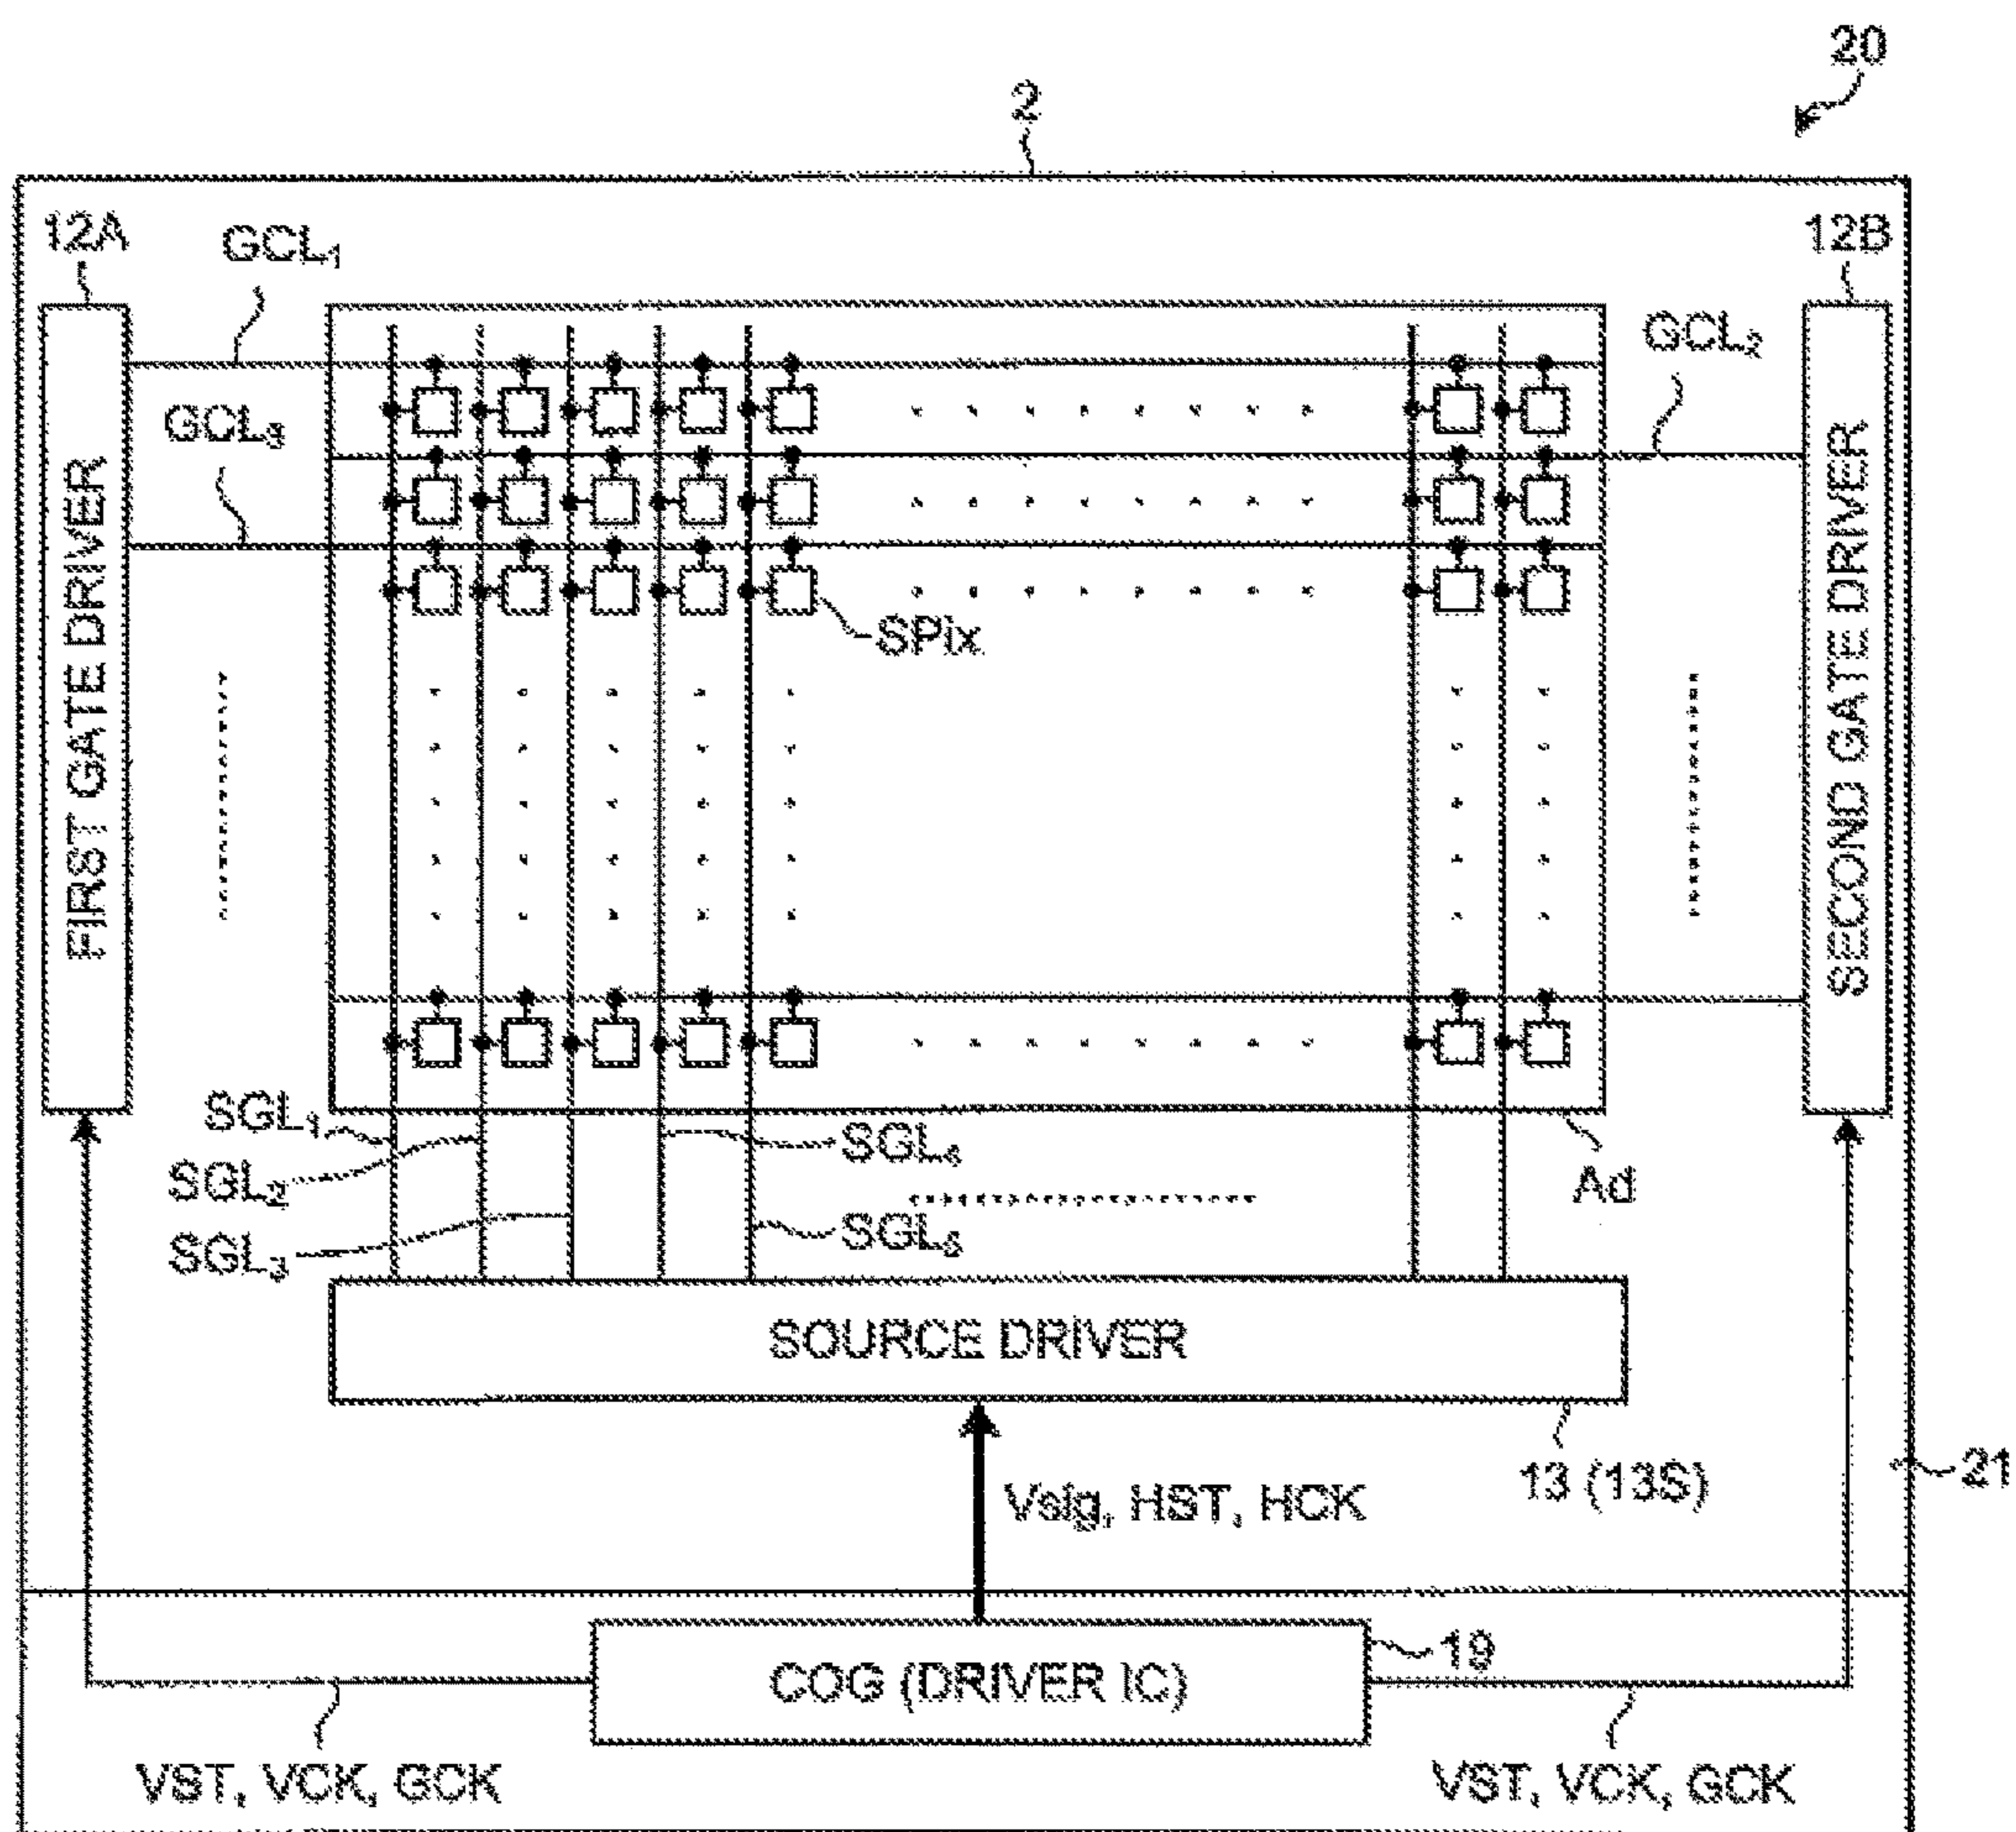 20
2
12A
GCL₁
12B
GCL₂
GCL₃
FIRST GATE DRIVER
SECOND GATE DRIVER
SPix
SGL₁
SGL₂
SGL₃
SGL₄
SGL₅
Ad
SOURCE DRIVER
13 (13S)
21
Vsig, HST, HCK
COG (DRIVER IC)
19
VST, VCK, GCK
VST, VCK, GCK